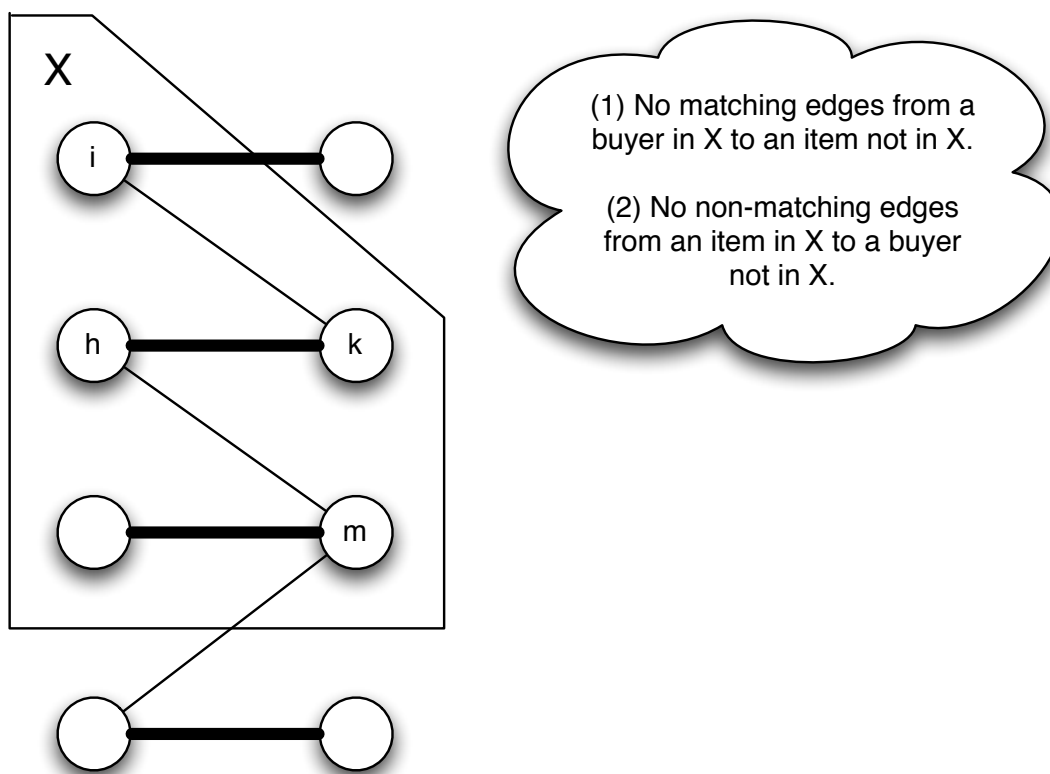 X
(1) No matching edges from a
buyer in X to an item not in X.
i
(2) No non-matching edges
from an item in X to a buyer
not in X.
h
k
m